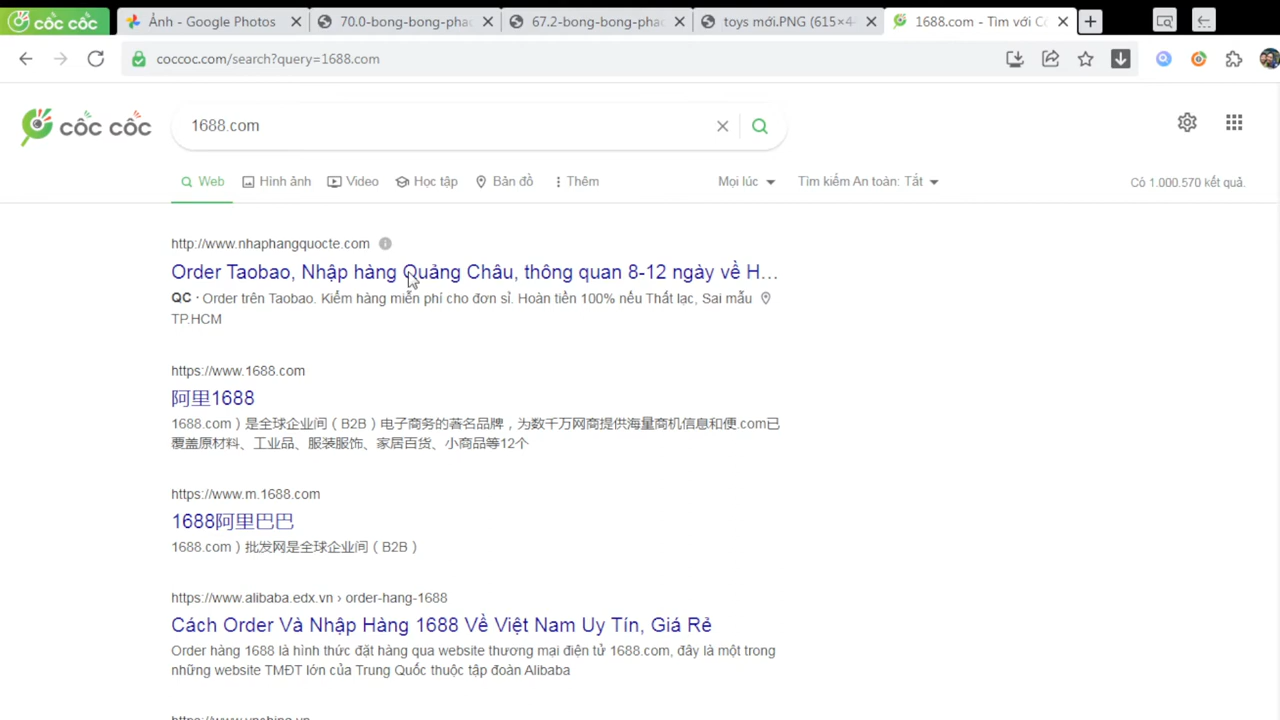 cốc cốc
Ảnh - Google Photos
70.0-bong-bong-phao
67.2-bong-bong-phao
toys mới.PNG (615×44
1688.com - Tìm với Cố
coccoc.com/search?query=1688.com
cốc cốc
1688.com
Web
Hình ảnh
Video
Học tập
Bản đồ
Thêm
Mọi lúc
Tìm kiếm An toàn: Tắt
Có 1.000.570 kết quả.
http://www.nhaphangquocte.com
Order Taobao, Nhập hàng Quảng Châu, thông quan 8-12 ngày về H...
QC · Order trên Taobao. Kiểm hàng miễn phí cho đơn sỉ. Hoàn tiền 100% nếu Thất lạc, Sai mẫu
TP.HCM
https://www.1688.com
阿里1688
1688.com）是全球企业间（B2B）电子商务的著名品牌，为数千万网商提供海量商机信息和便.com已
覆盖原材料、工业品、服装服饰、家居百货、小商品等12个
https://www.m.1688.com
1688阿里巴巴
1688.com）批发网是全球企业间（B2B）
https://www.alibaba.edx.vn › order-hang-1688
Cách Order Và Nhập Hàng 1688 Về Việt Nam Uy Tín, Giá Rẻ
Order hàng 1688 là hình thức đặt hàng qua website thương mại điện tử 1688.com, đây là một trong
những website TMĐT lớn của Trung Quốc thuộc tập đoàn Alibaba